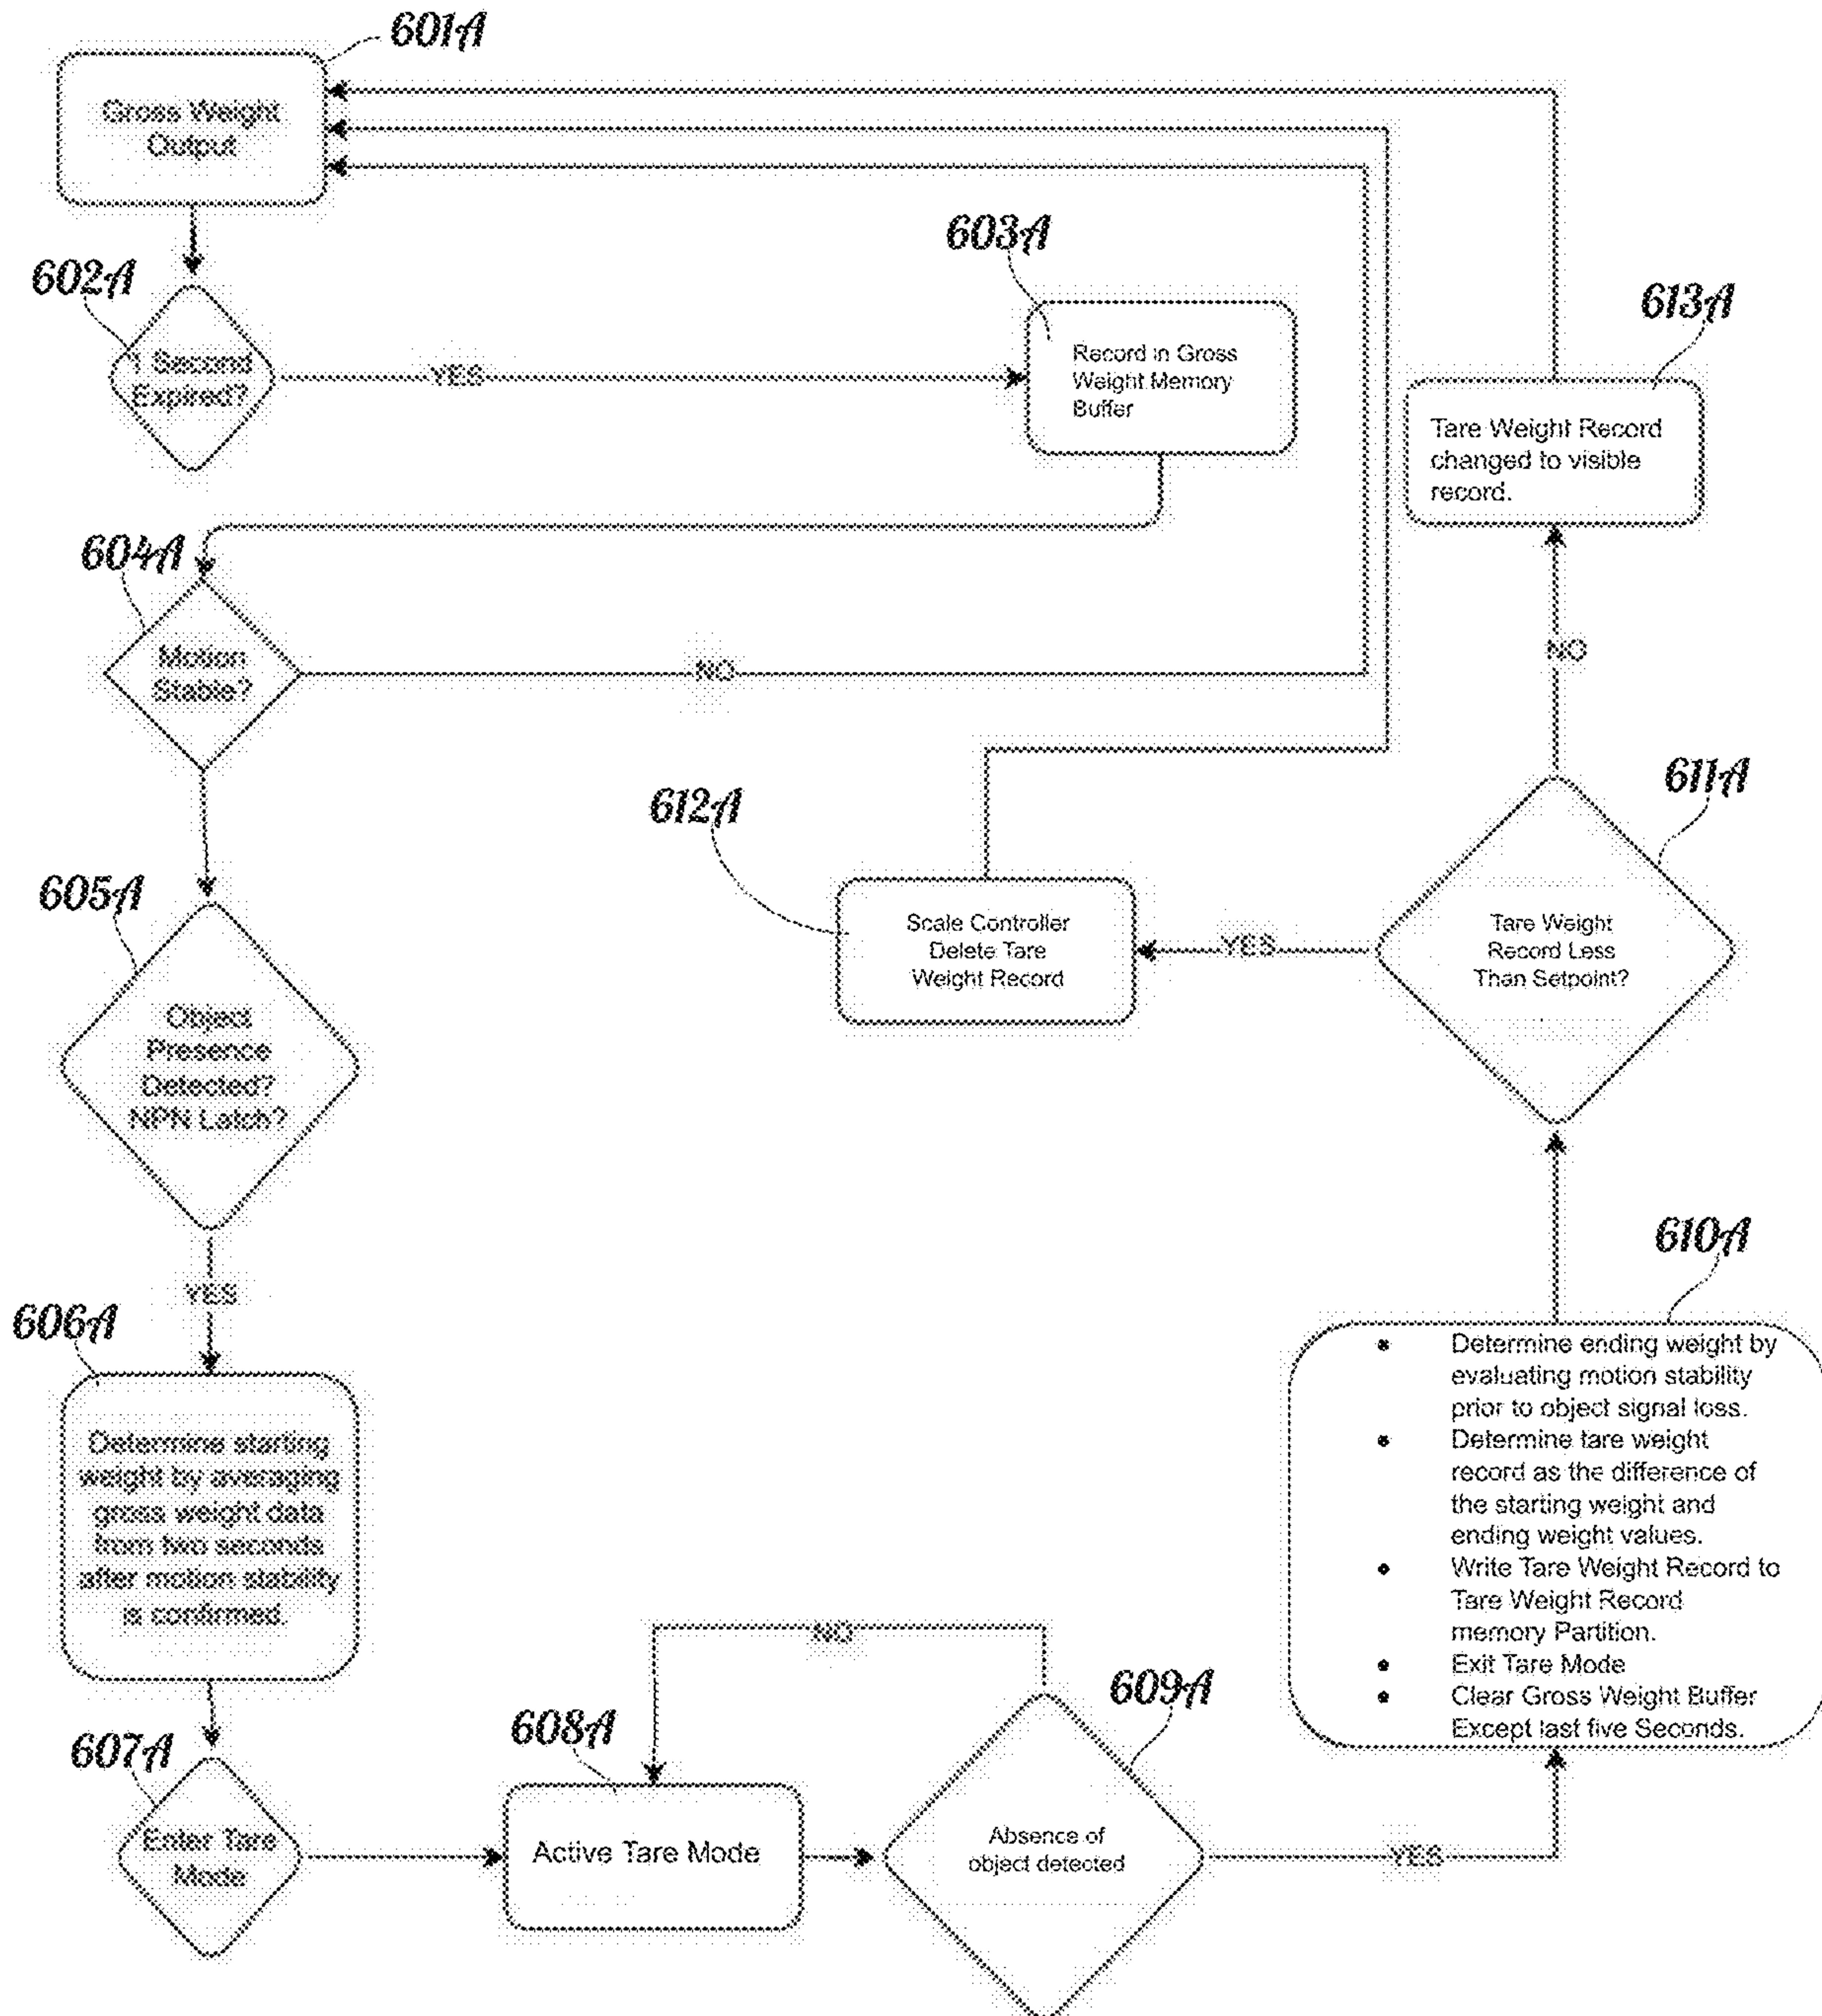 601A
Gross Weight
Output
602A
1 Second
Expired?
YES
603A
Record in Gross
Weight Memory
Buffer
613A
Tare Weight Record
changed to visible
record.
604A
Motion
Stable?
NO
NO
612A
Scale Controller
Delete Tare
Weight Record
YES
611A
Tare Weight
Record Less
Than Setpoint?
605A
Object
Presence
Detected?
NPN Latch?
YES
606A
Determine starting
weight by averaging
gross weight data
from two seconds
after motion stability
is confirmed.
610A
• Determine ending weight by
evaluating motion stability
prior to object signal loss.
• Determine tare weight
record as the difference of
the starting weight and
ending weight values.
• Write Tare Weight Record to
Tare Weight Record
memory Partition.
• Exit Tare Mode
• Clear Gross Weight Buffer
Except last five Seconds.
607A
Enter Tare
Mode
608A
Active Tare Mode
NO
609A
Absence of
object detected
YES